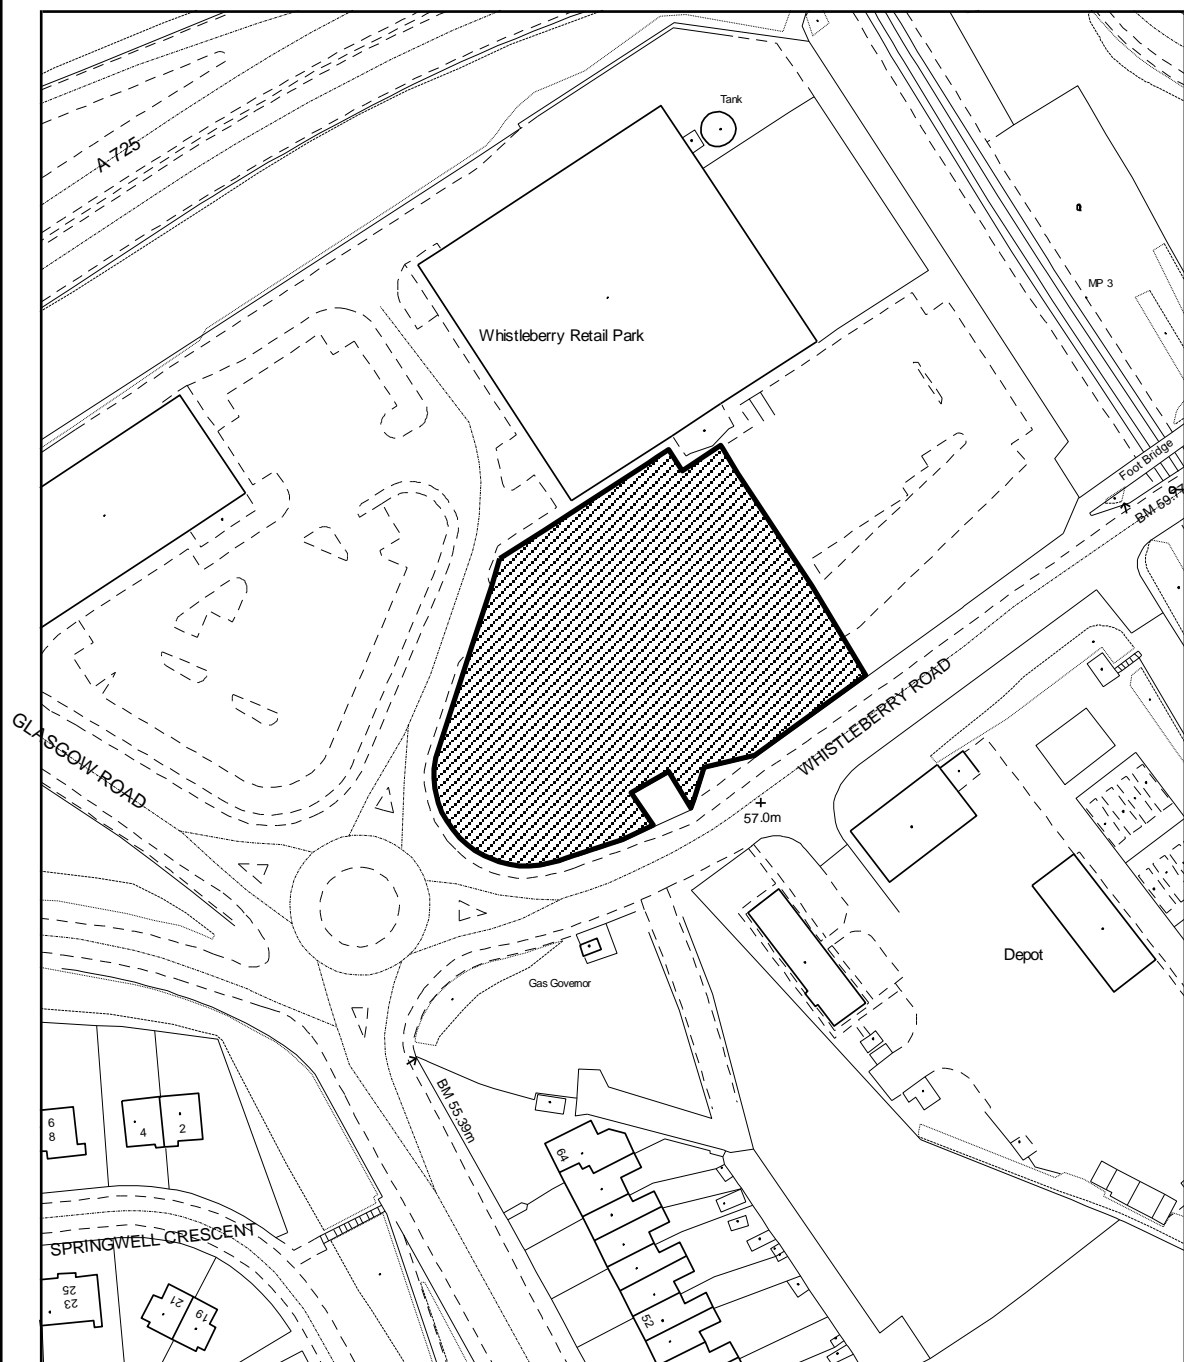 Tank
A 725
MP 3
Whistleberry Retail Park
Foot Bridge
WHISTLEBERRY ROAD
GLASGOW ROAD
57.0m
Depot
Gas Governor
BM 55.39m
6
8
4
2
64
SPRINGWELL CRESCENT
25
23
21
19
52